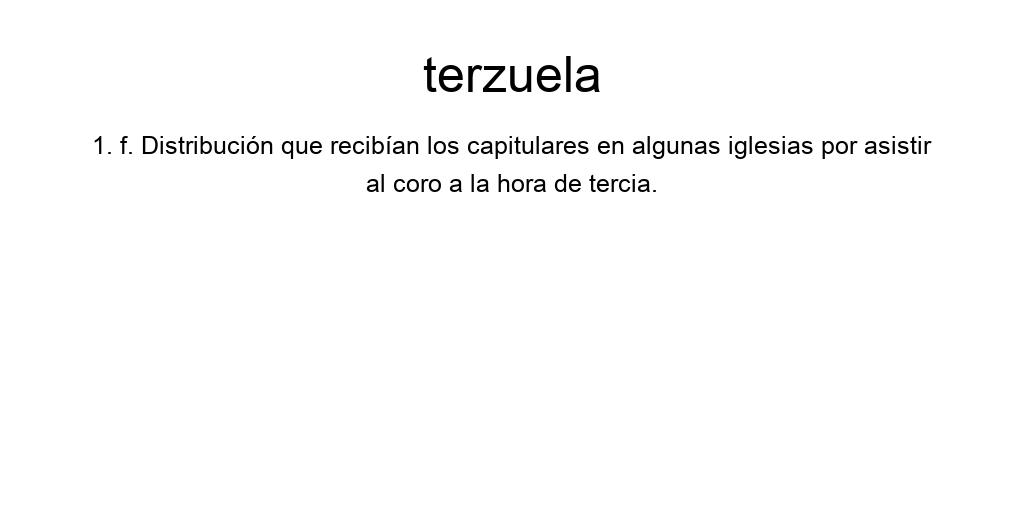 terzuela
1. f. Distribución que recibían los capitulares en algunas iglesias por asistir
al coro a la hora de tercia.